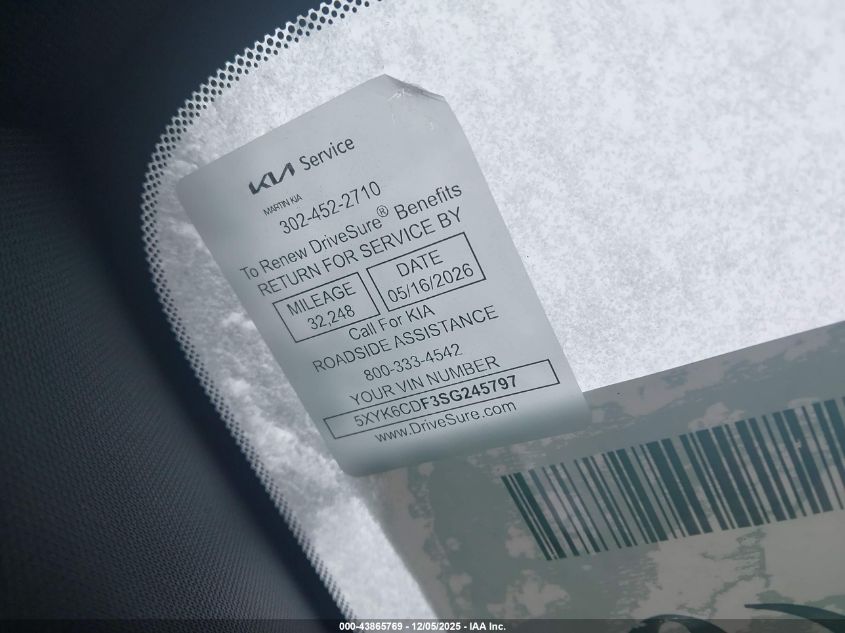 KIA Service
MARTIN KIA
302-452-2710
To Renew DriveSure® Benefits
RETURN FOR SERVICE BY
MILEAGE
32,248
DATE
05/16/2026
Call For KIA
ROADSIDE ASSISTANCE
800-333-4542
YOUR VIN NUMBER
5XYK6CDF3SG245797
www.DriveSure.com
000-43865769 - 12/05/2025 - IAA Inc.